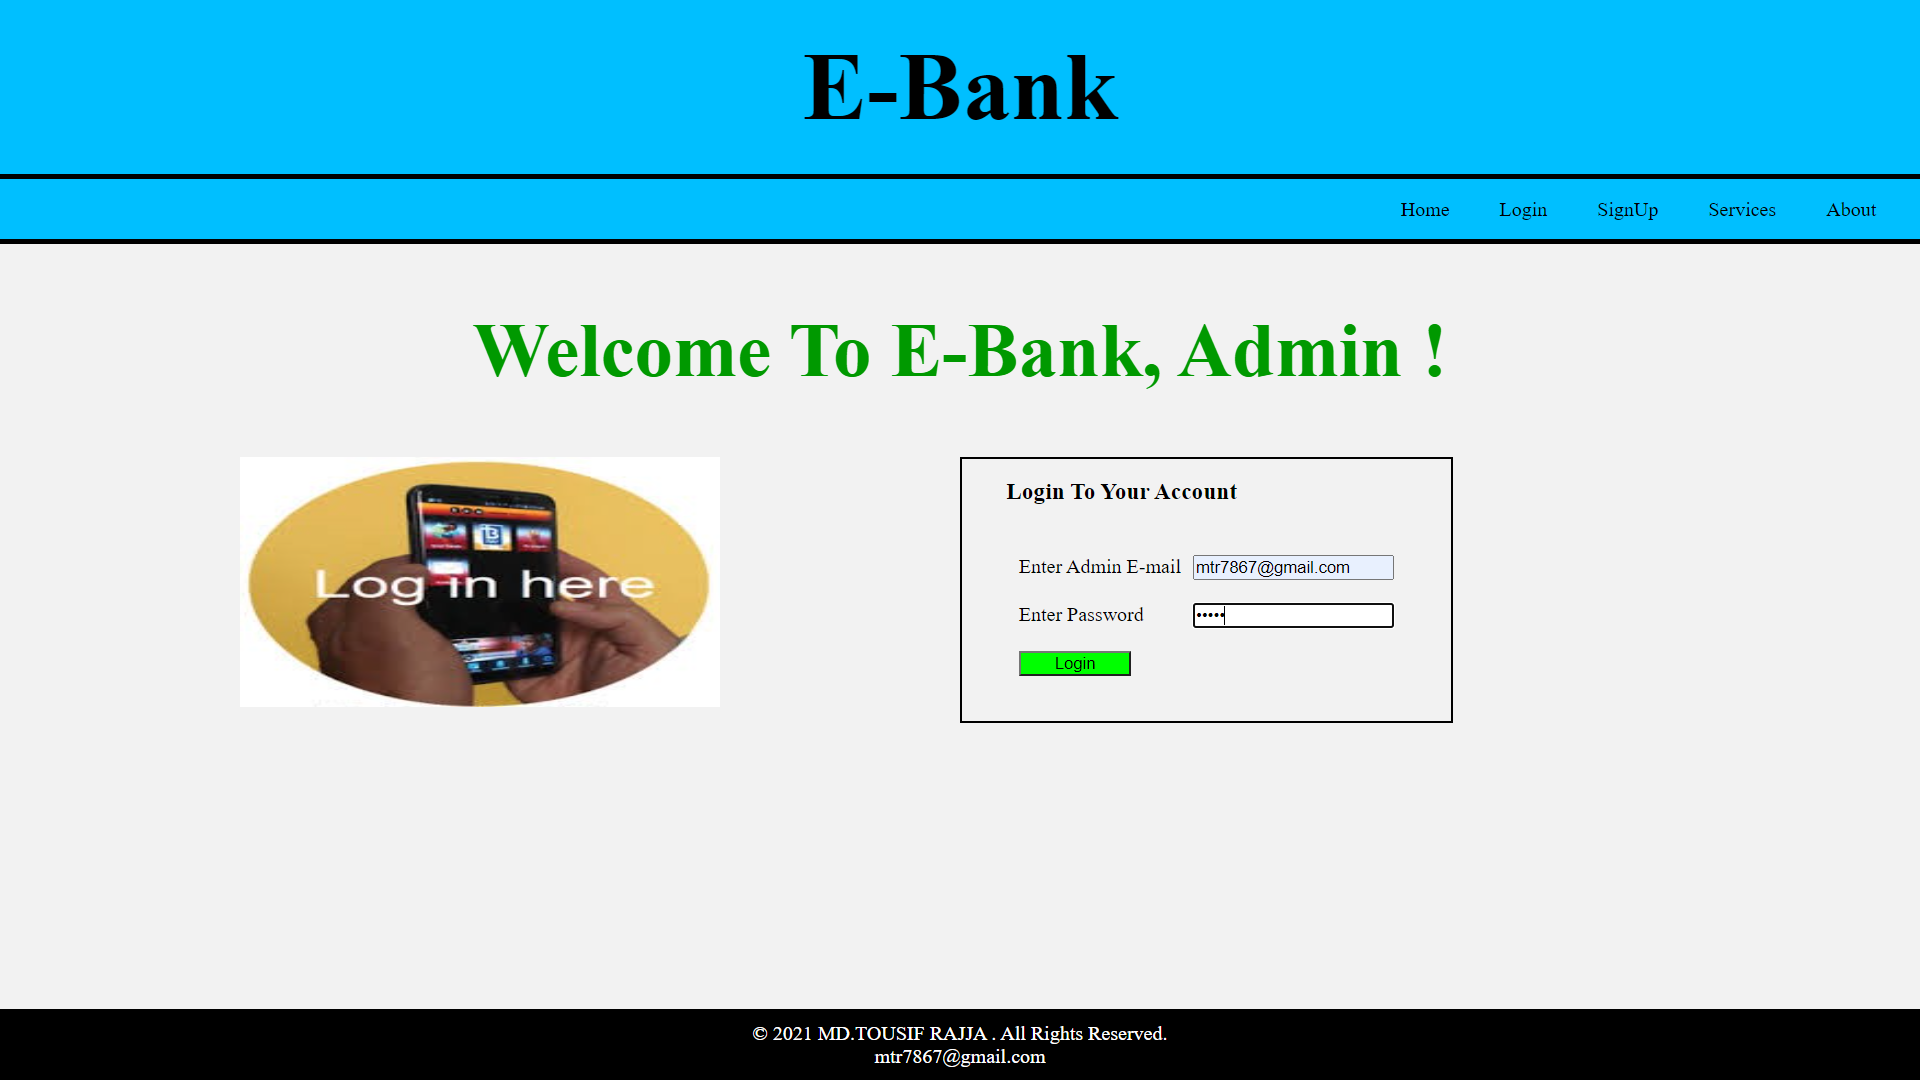 E-Bank
Home Login SignUp Services About
Welcome To E-Bank, Admin !
Log in here
Login To Your Account
Enter Admin E-mail mtr7867@gmail.com
Enter Password •••••
Login
© 2021 MD.TOUSIF RAJJA . All Rights Reserved.
mtr7867@gmail.com